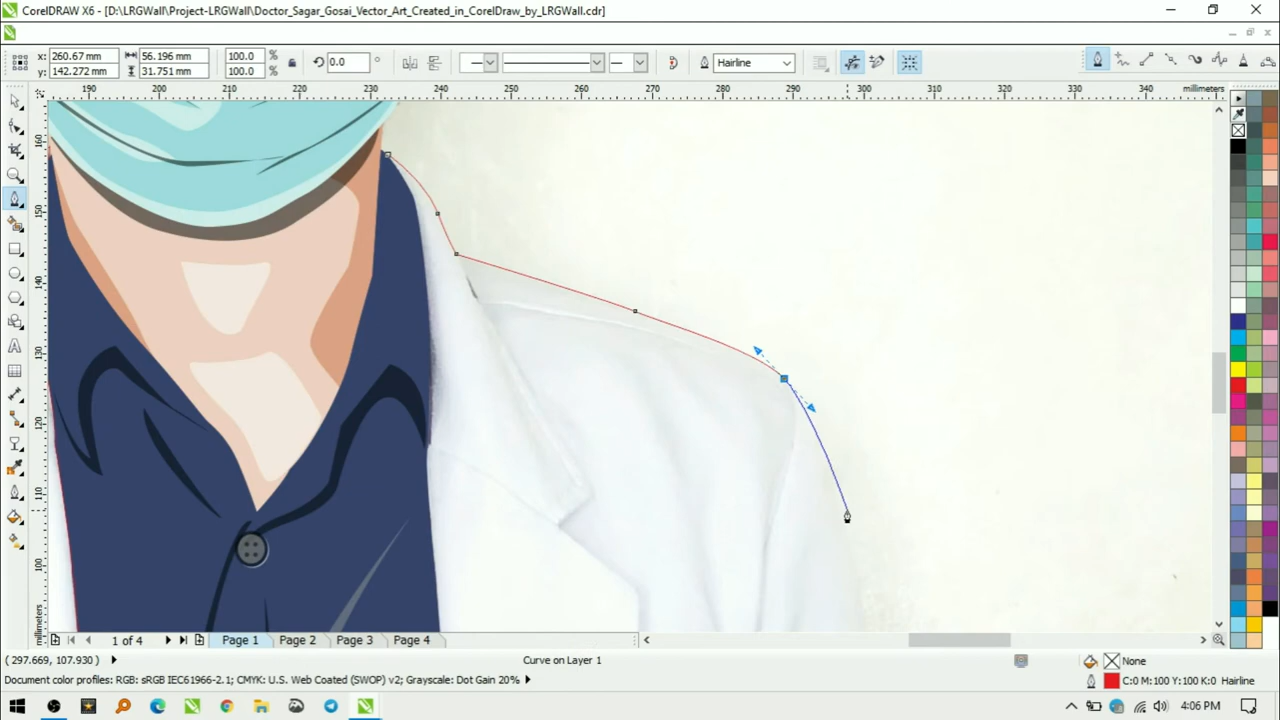 CorelDRAW X6 - [D:\LRGWall\Project-LRGWall\Doctor_Sagar_Gosai_Vector_Art_Created_in_CorelDraw_by_LRGWall.cdr]
x: 260.67 mm 56.196 mm 100.0 % 0.0 ° Hairline
y: 142.272 mm 31.751 mm 100.0 %
190 200 210 220 230 240 250 260 270 280 290 300 310 320 330 340 millimeters
160
150
140
130
120
110
100
millimeters
1 of 4 Page 1 Page 2 Page 3 Page 4
(297.669, 107.930) Curve on Layer 1 None
Document color profiles: RGB: sRGB IEC61966-2.1; CMYK: U.S. Web Coated (SWOP) v2; Grayscale: Dot Gain 20% C:0 M:100 Y:100 K:0 Hairline
4:06 PM